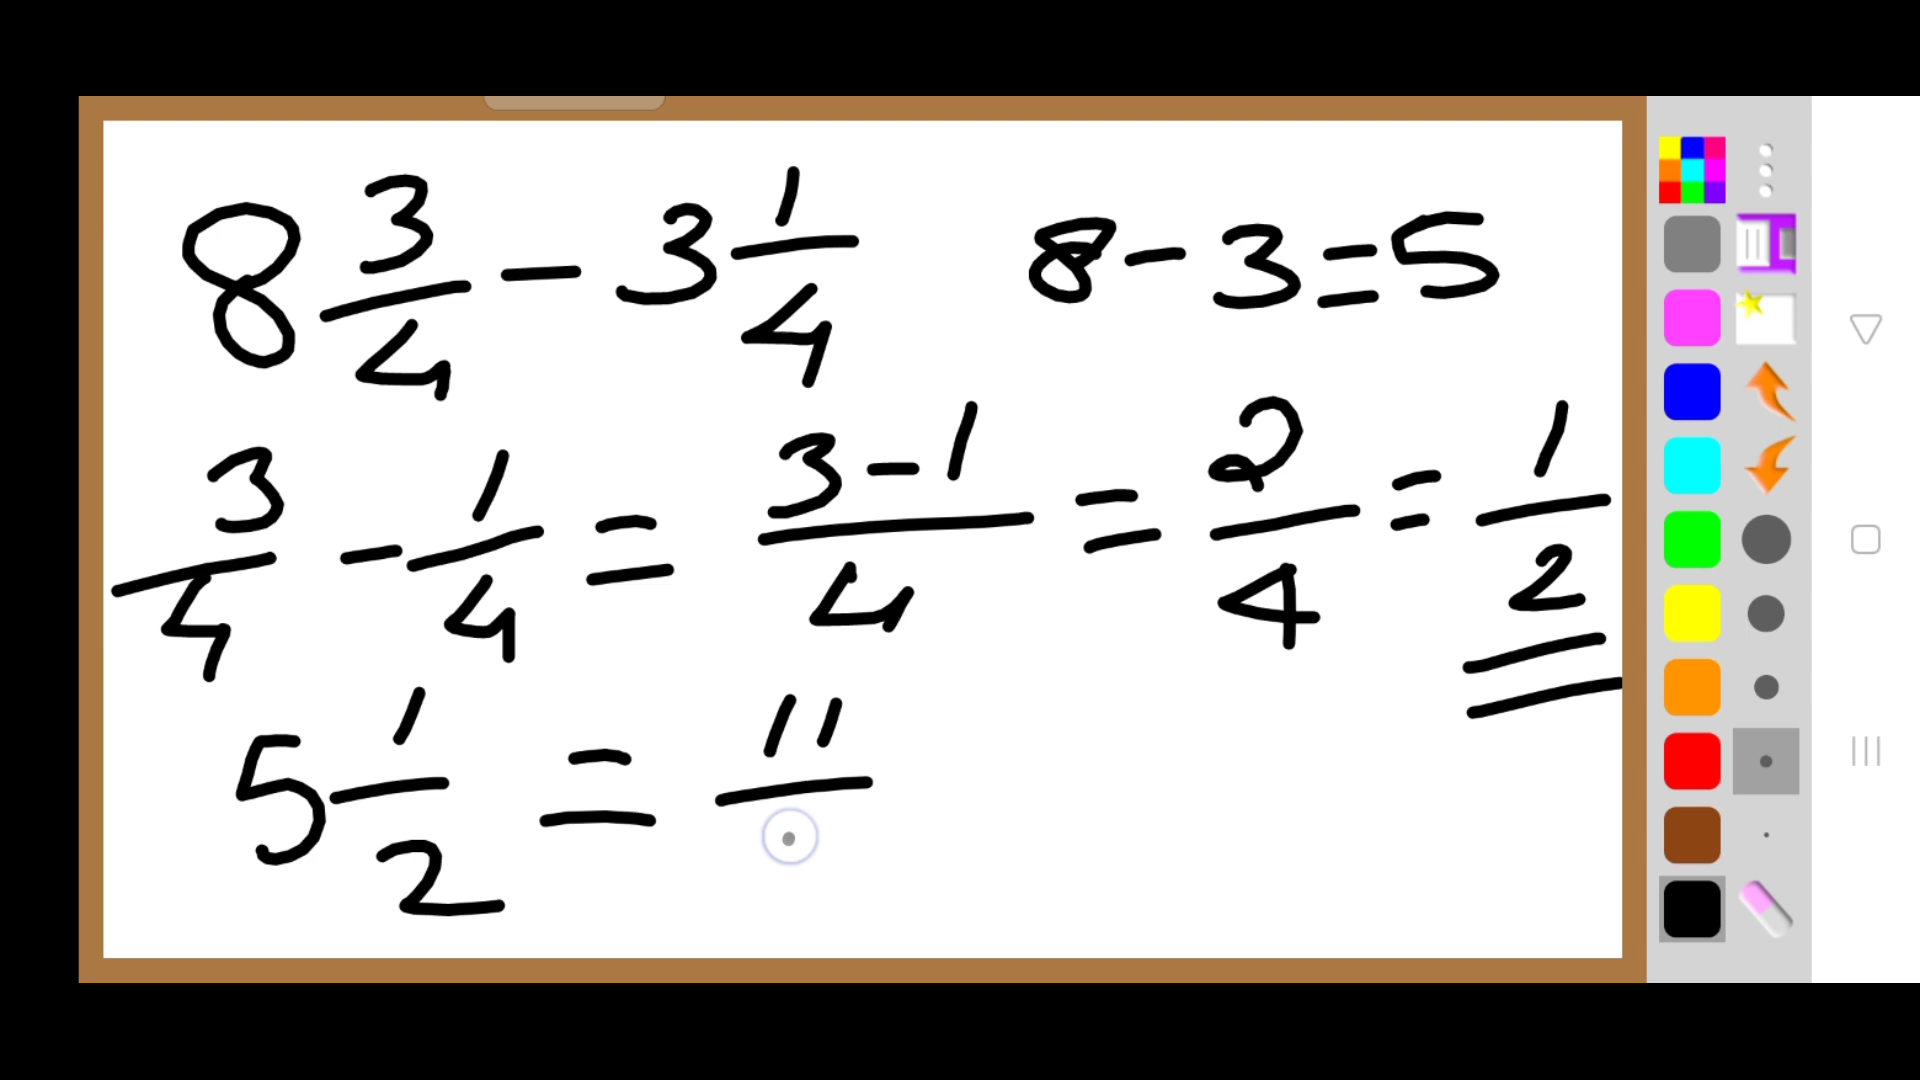 8 3/4 - 3 1/4 8 - 3 = 5
3/4 - 1/4 = 3-1/4 = 2/4 = 1/2
5 1/2 = 11/